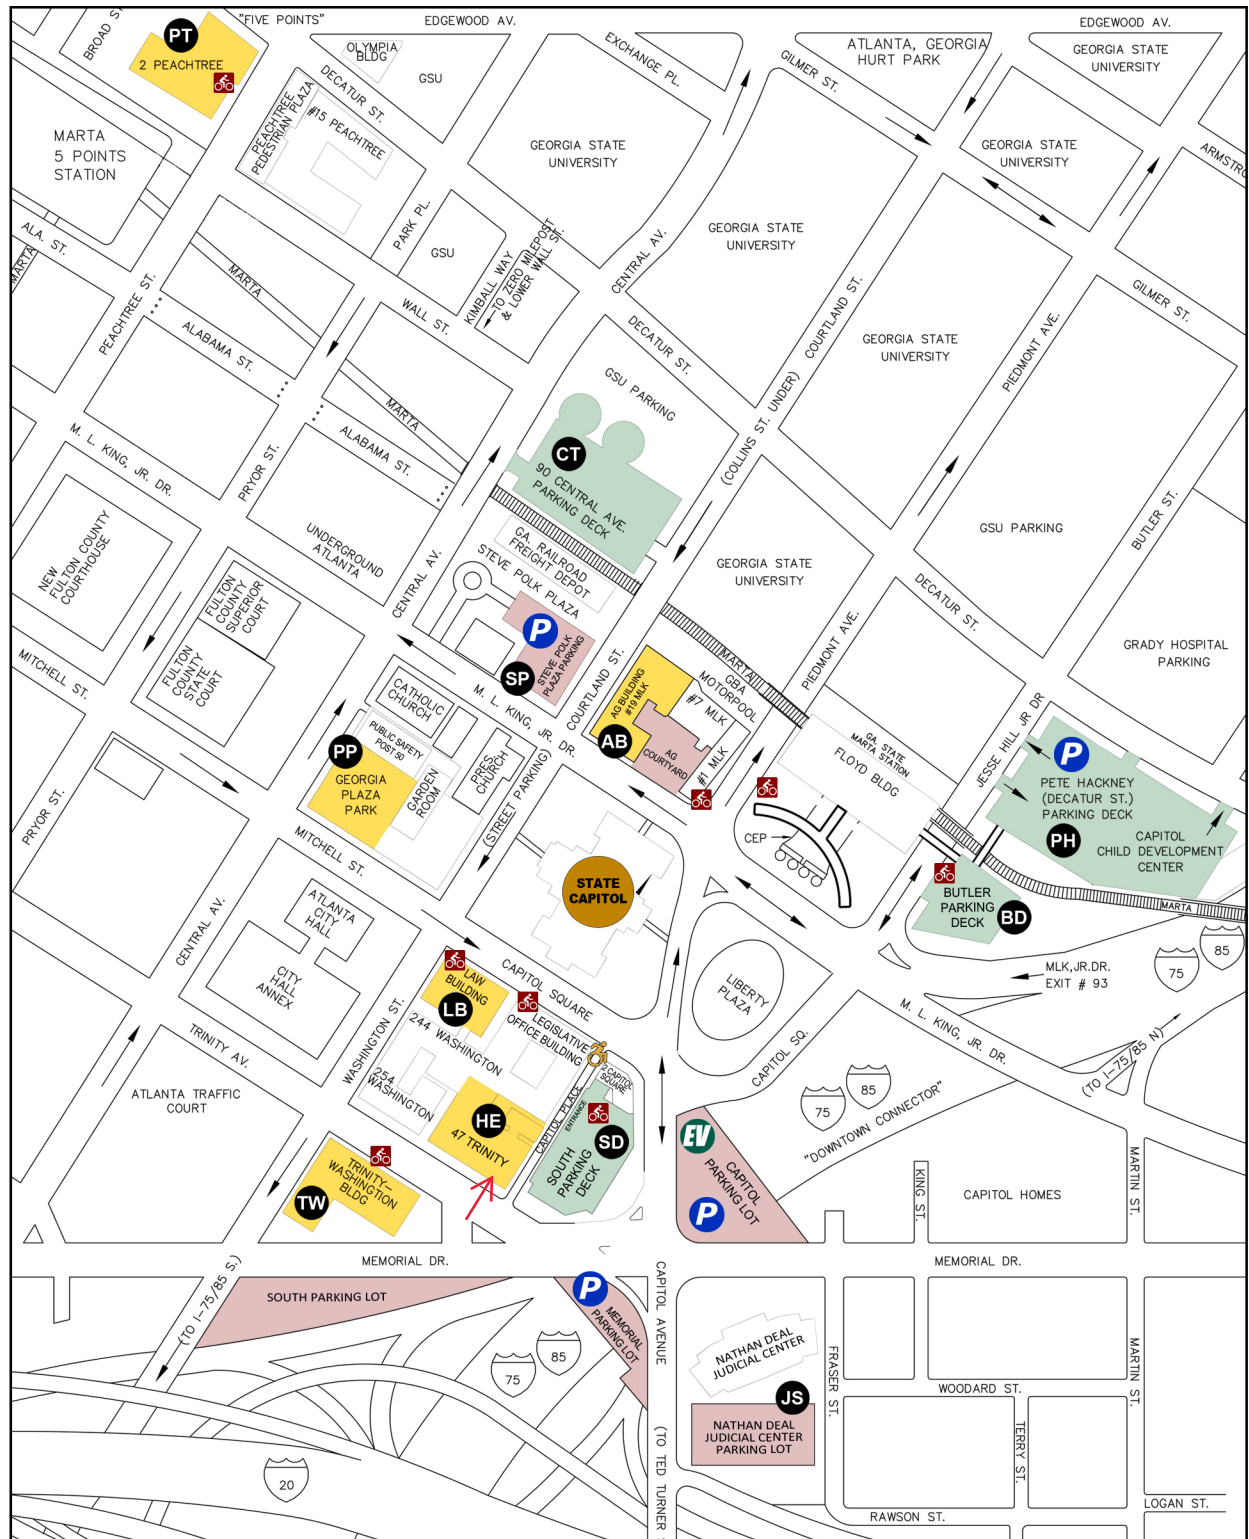 "FIVE POINTS"
EDGEWOOD AV.
EDGEWOOD AV.
BROAD ST
PT
2 PEACHTREE
OLYMPIA
BLDG
GSU
EXCHANGE PL.
GILMER ST.
ATLANTA, GEORGIA
HURT PARK
GEORGIA STATE
UNIVERSITY
DECATUR ST.
#15 PEACHTREE
PEACHTREE
PEDESTRIAN PLAZA
MARTA
5 POINTS
STATION
GEORGIA STATE
UNIVERSITY
GEORGIA STATE
UNIVERSITY
ARMSTRO
PARK PL.
GSU
KIMBALL WAY
TO ZERO MILEPOST
& LOWER WALL ST.
CENTRAL AV.
GEORGIA STATE
UNIVERSITY
ALA. ST.
MARTA
MARTA
PEACHTREE ST.
WALL ST.
ALABAMA ST.
DECATUR ST.
(COLLINS ST. UNDER) COURTLAND ST.
GEORGIA STATE
UNIVERSITY
PIEDMONT AVE.
GILMER ST.
GSU PARKING
MARTA
ALABAMA ST.
M. L. KING, JR. DR.
PRYOR ST.
CT
90 CENTRAL AVE.
PARKING DECK
NEW
FULTON COUNTY
COURTHOUSE
UNDERGROUND
ATLANTA
CENTRAL AV.
GA. RAILROAD
FREIGHT DEPOT
STEVE POLK PLAZA
GEORGIA STATE
UNIVERSITY
GSU PARKING
BUTLER ST.
DECATUR ST.
FULTON
COUNTY
SUPERIOR
COURT
FULTON
COUNTY
STATE
COURT
P
STEVE POLK
PLAZA PARKING
SP
COURTLAND ST.
MARTA
GBA
MOTORPOOL
PIEDMONT AVE.
GRADY HOSPITAL
PARKING
MITCHELL ST.
CATHOLIC
CHURCH
M. L. KING, JR. DR.
AG BUILDING
#19 MLK
AB
AG
COURTYARD
#7 MLK
#1 MLK
GA. STATE
MARTA STATION
FLOYD BLDG
JESSE HILL JR DR
P
PETE HACKNEY
(DECATUR ST.)
PARKING DECK
PH
CAPITOL
CHILD DEVELOPMENT
CENTER
PP
PUBLIC SAFETY
POST 50
GEORGIA
PLAZA
PARK
GARDEN
ROOM
PRES.
CHURCH
(STREET PARKING)
PRYOR ST.
MITCHELL ST.
CEP
STATE
CAPITOL
BUTLER
PARKING
DECK
BD
MARTA
75
85
MLK,JR.DR.
EXIT # 93
ATLANTA
CITY
HALL
CITY
HALL
ANNEX
CENTRAL AV.
CAPITOL SQUARE
LAW
BUILDING
LB
LEGISLATIVE
OFFICE BUILDING
LIBERTY
PLAZA
M. L. KING, JR. DR.
(TO I-75/85 N)
TRINITY AV.
WASHINGTON ST.
244 WASHINGTON
254
WASHINGTON
2 CAPITOL
SQUARE
CAPITOL PLACE
ENTRANCE
CAPITOL SQ.
75
85
"DOWNTOWN CONNECTOR"
ATLANTA TRAFFIC
COURT
HE
47 TRINITY
SD
SOUTH
PARKING
DECK
EV
CAPITOL
PARKING LOT
P
TRINITY-
WASHINGTION
BLDG
TW
KING ST.
CAPITOL HOMES
MARTIN ST.
MEMORIAL DR.
MEMORIAL DR.
(TO I-75/85 S.)
SOUTH PARKING LOT
P
MEMORIAL
PARKING LOT
CAPITOL AVENUE
75
85
NATHAN DEAL
JUDICIAL CENTER
FRASER ST.
MARTIN ST.
WOODARD ST.
JS
NATHAN DEAL
JUDICIAL CENTER
PARKING LOT
TERRY ST.
20
(TO TED TURNER
RAWSON ST.
LOGAN ST.